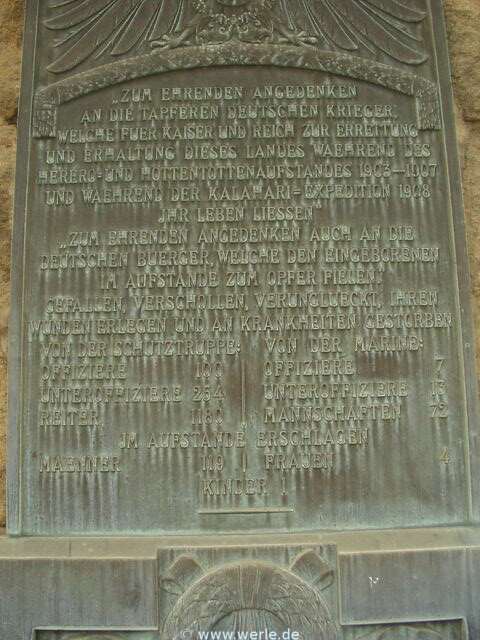 „ZUM EHRENDEN ANGEDENKEN
AN DIE TAPFEREN DEUTSCHEN KRIEGER,
WELCHE FUER KAISER UND REICH ZUR ERRETTUNG
UND ERHALTUNG DIESES LANDES WAEHREND DES
HERERO- UND HOTTENTOTTENAUFSTANDES 1903–1907
UND WAEHREND DER KALAHARI=EXPEDITION 1908
IHR LEBEN LIESSEN"
„ZUM EHRENDEN ANGEDENKEN AUCH AN DIE
DEUTSCHEN BUERGER, WELCHE DEN EINGEBORENEN
IM AUFSTANDE ZUM OPFER FIELEN"
GEFALLEN, VERSCHOLLEN, VERUNGLUECKT, IHREN
WUNDEN ERLEGEN UND AN KRANKHEITEN GESTORBEN
VON DER SCHUTZTRUPPE: VON DER MARINE:
OFFIZIERE 100 OFFIZIERE 7
UNTEROFFIZIERE 254 UNTEROFFIZIERE 13
REITER 1180 MANNSCHAFTEN 72
IM AUFSTANDE ERSCHLAGEN
MAENNER 119 FRAUEN 4
KINDER 1
© www.werle.de